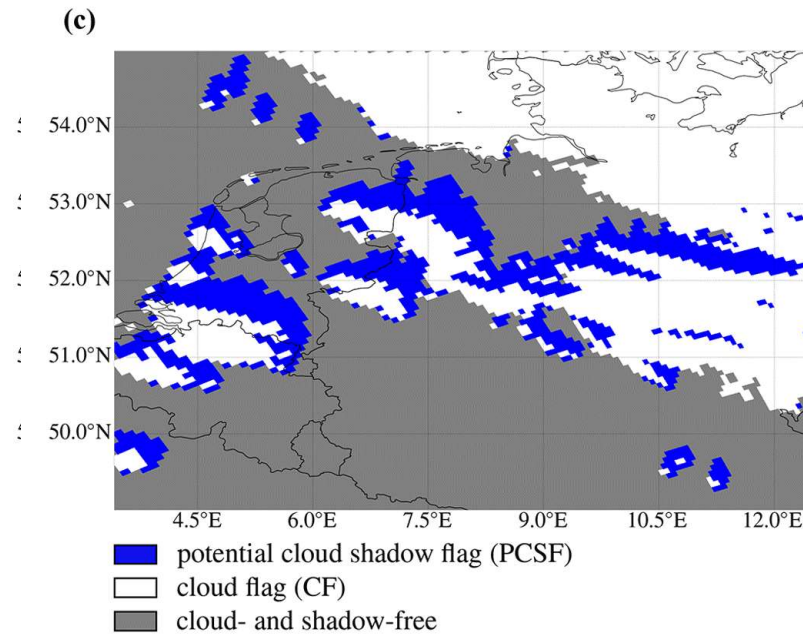 (c)
54.0°N
53.0°N
52.0°N
51.0°N
50.0°N
4.5°E 6.0°E 7.5°E 9.0°E 10.5°E 12.0°E
potential cloud shadow flag (PCSF)
cloud flag (CF)
cloud- and shadow-free